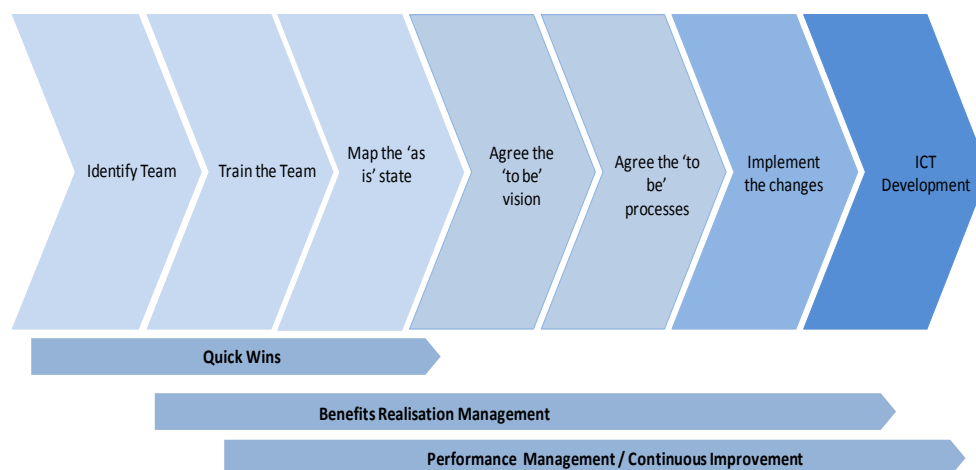 Identify Team
Train the Team
Map the ‘as
is’ state
Agree the
‘to be’
vision
Agree the ‘to
be’
processes
Implement
the changes
ICT
Development
Quick Wins
Benefits Realisation Management
Performance Management / Continuous Improvement